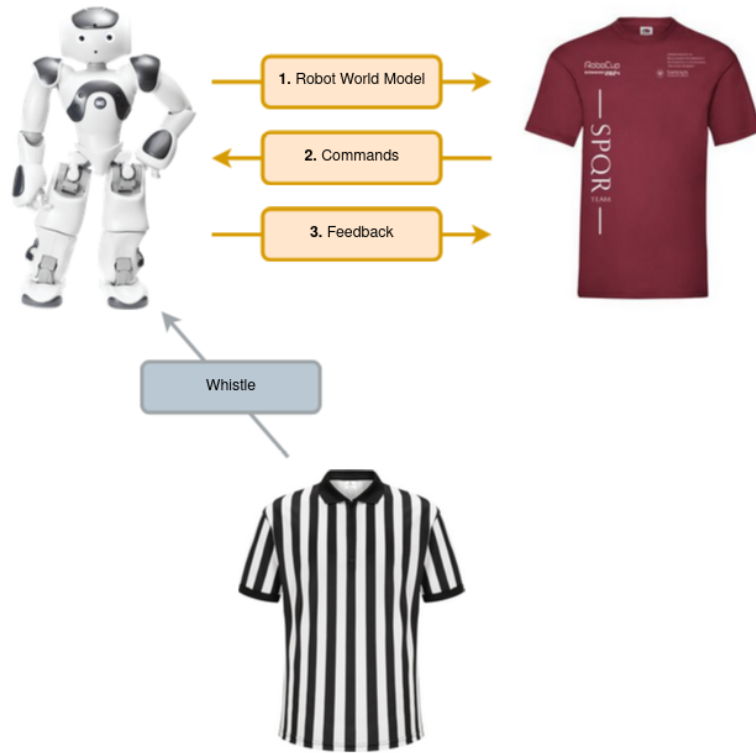 1. Robot World Model
2. Commands
3. Feedback
RoboCup
SPQR
TEAM
Whistle